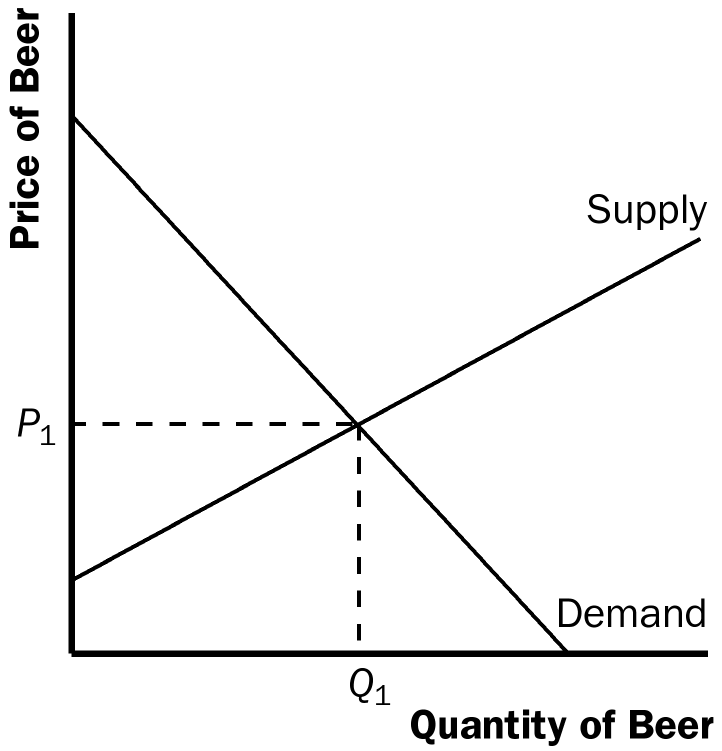 Price of Beer
Supply
P1
Demand
Q1
Quantity of Beer